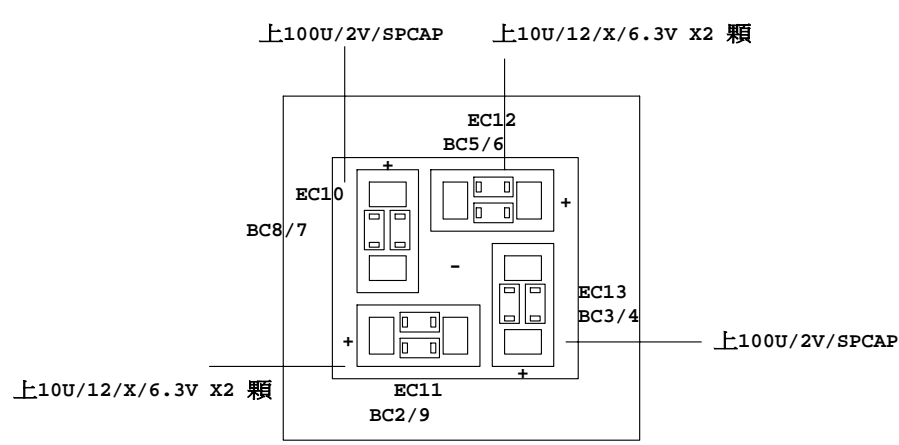 上100U/2V/SPCAP
上10U/12/X/6.3V X2 顆
EC12
BC5/6
+
EC10
+
BC8/7
-
EC13
BC3/4
+
上100U/2V/SPCAP
+
上10U/12/X/6.3V X2 顆
EC11
BC2/9